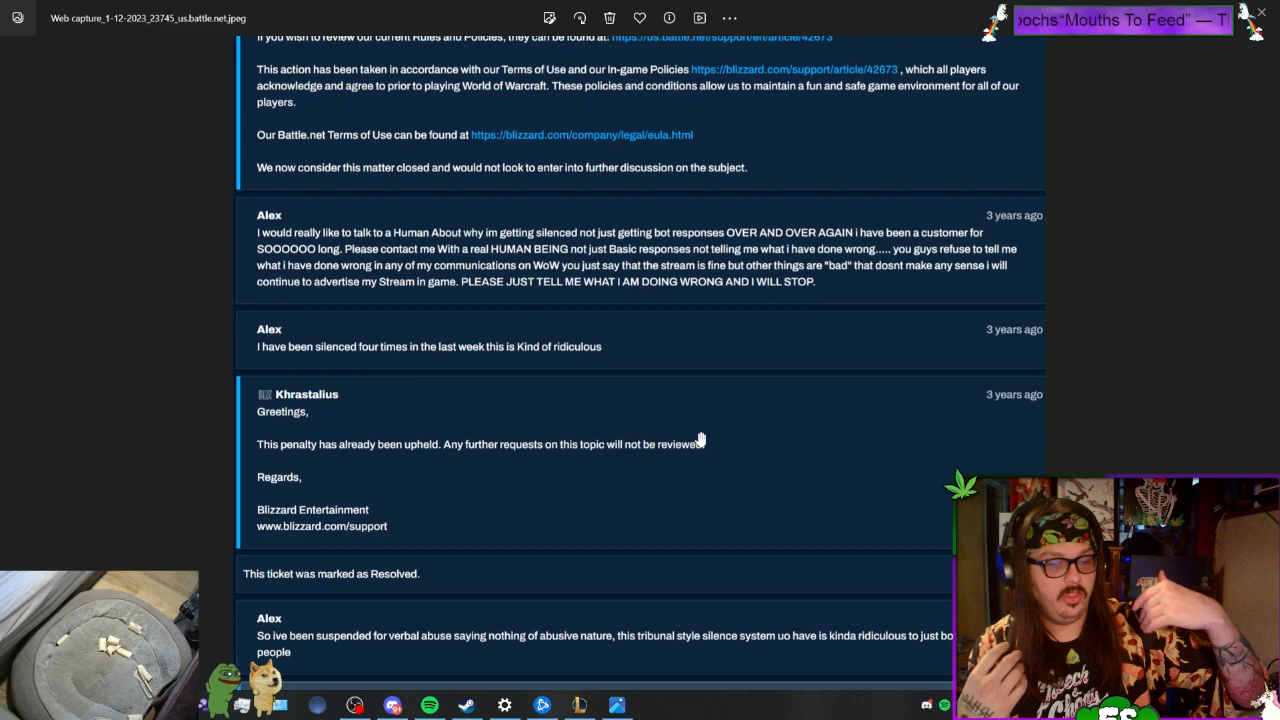 Web capture_1-12-2023_23745_us.battle.net.jpeg
ochs“Mouths To Feed” — T
If you wish to review our current Rules and Policies, they can be found at: https://us.battle.net/support/en/article/42673
This action has been taken in accordance with our Terms of Use and our In-game Policies https://blizzard.com/support/article/42673 , which all players
acknowledge and agree to prior to playing World of Warcraft. These policies and conditions allow us to maintain a fun and safe game environment for all of our
players.
Our Battle.net Terms of Use can be found at https://blizzard.com/company/legal/eula.html
We now consider this matter closed and would not look to enter into further discussion on the subject.
Alex
3 years ago
I would really like to talk to a Human About why im getting silenced not just getting bot responses OVER AND OVER AGAIN i have been a customer for
SOOOOOO long. Please contact me With a real HUMAN BEING not just Basic responses not telling me what i have done wrong..... you guys refuse to tell me
what i have done wrong in any of my communications on WoW you just say that the stream is fine but other things are "bad" that dosnt make any sense i will
continue to advertise my Stream in game. PLEASE JUST TELL ME WHAT I AM DOING WRONG AND I WILL STOP.
Alex
3 years ago
I have been silenced four times in the last week this is Kind of ridiculous
Khrastalius
3 years ago
Greetings,
This penalty has already been upheld. Any further requests on this topic will not be reviewed.
Regards,
Blizzard Entertainment
www.blizzard.com/support
This ticket was marked as Resolved.
Alex
So ive been suspended for verbal abuse saying nothing of abusive nature, this tribunal style silence system uo have is kinda ridiculous to just bo
people